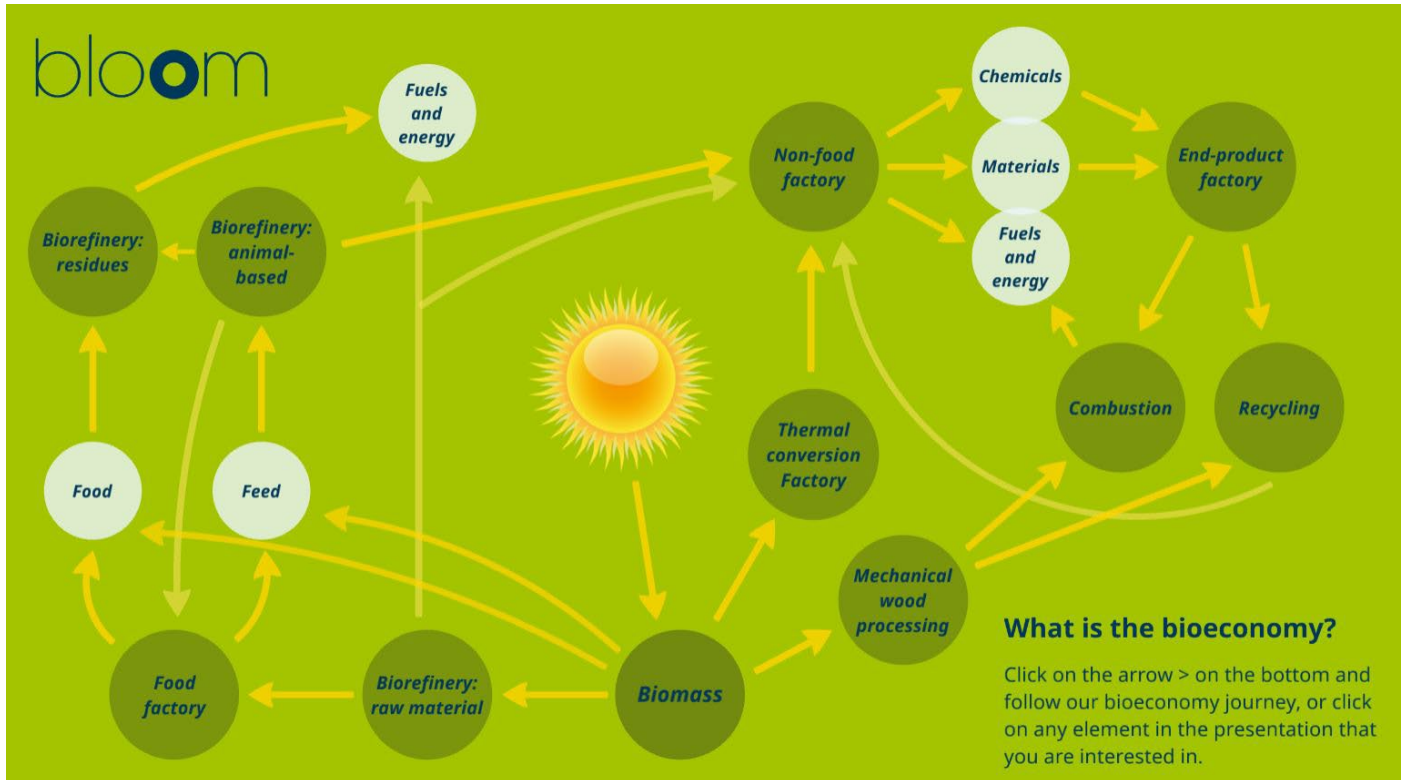 bloom
Fuels
and
energy
Chemicals
Non-food
factory
Materials
End-product
factory
Biorefinery:
residues
Biorefinery:
animal-
based
Fuels
and
energy
Combustion
Recycling
Thermal
conversion
Factory
Food
Feed
Mechanical
wood
processing
Food
factory
Biorefinery:
raw material
Biomass
What is the bioeconomy?
Click on the arrow > on the bottom and
follow our bioeconomy journey, or click
on any element in the presentation that
you are interested in.